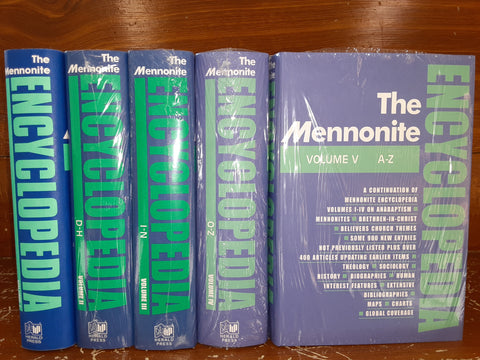 The
Mennonite
ENCYCLOPEDIA
HERALD
PRESS
The
Mennonite
ENCYCLOPEDIA
D-H
VOLUME II
HERALD
PRESS
The
Mennonite
ENCYCLOPEDIA
I-N
VOLUME III
HERALD
PRESS
The
Mennonite
ENCYCLOPEDIA
O-Z
VOLUME IV
HERALD
PRESS
The
Mennonite
VOLUME V A-Z
ENCYCLOPEDIA
A CONTINUATION OF
MENNONITE ENCYCLOPEDIA
VOLUMES I-IV ON ANABAPTISM
MENNONITES BRETHREN-IN-CHRIST
BELIEVERS CHURCH THEMES
SOME 900 NEW ENTRIES
NOT PREVIOUSLY LISTED PLUS OVER
400 ARTICLES UPDATING EARLIER ITEMS
THEOLOGY SOCIOLOGY
HISTORY BIOGRAPHIES HUMAN
INTEREST FEATURES EXTENSIVE
BIBLIOGRAPHIES
MAPS CHARTS
GLOBAL COVERAGE